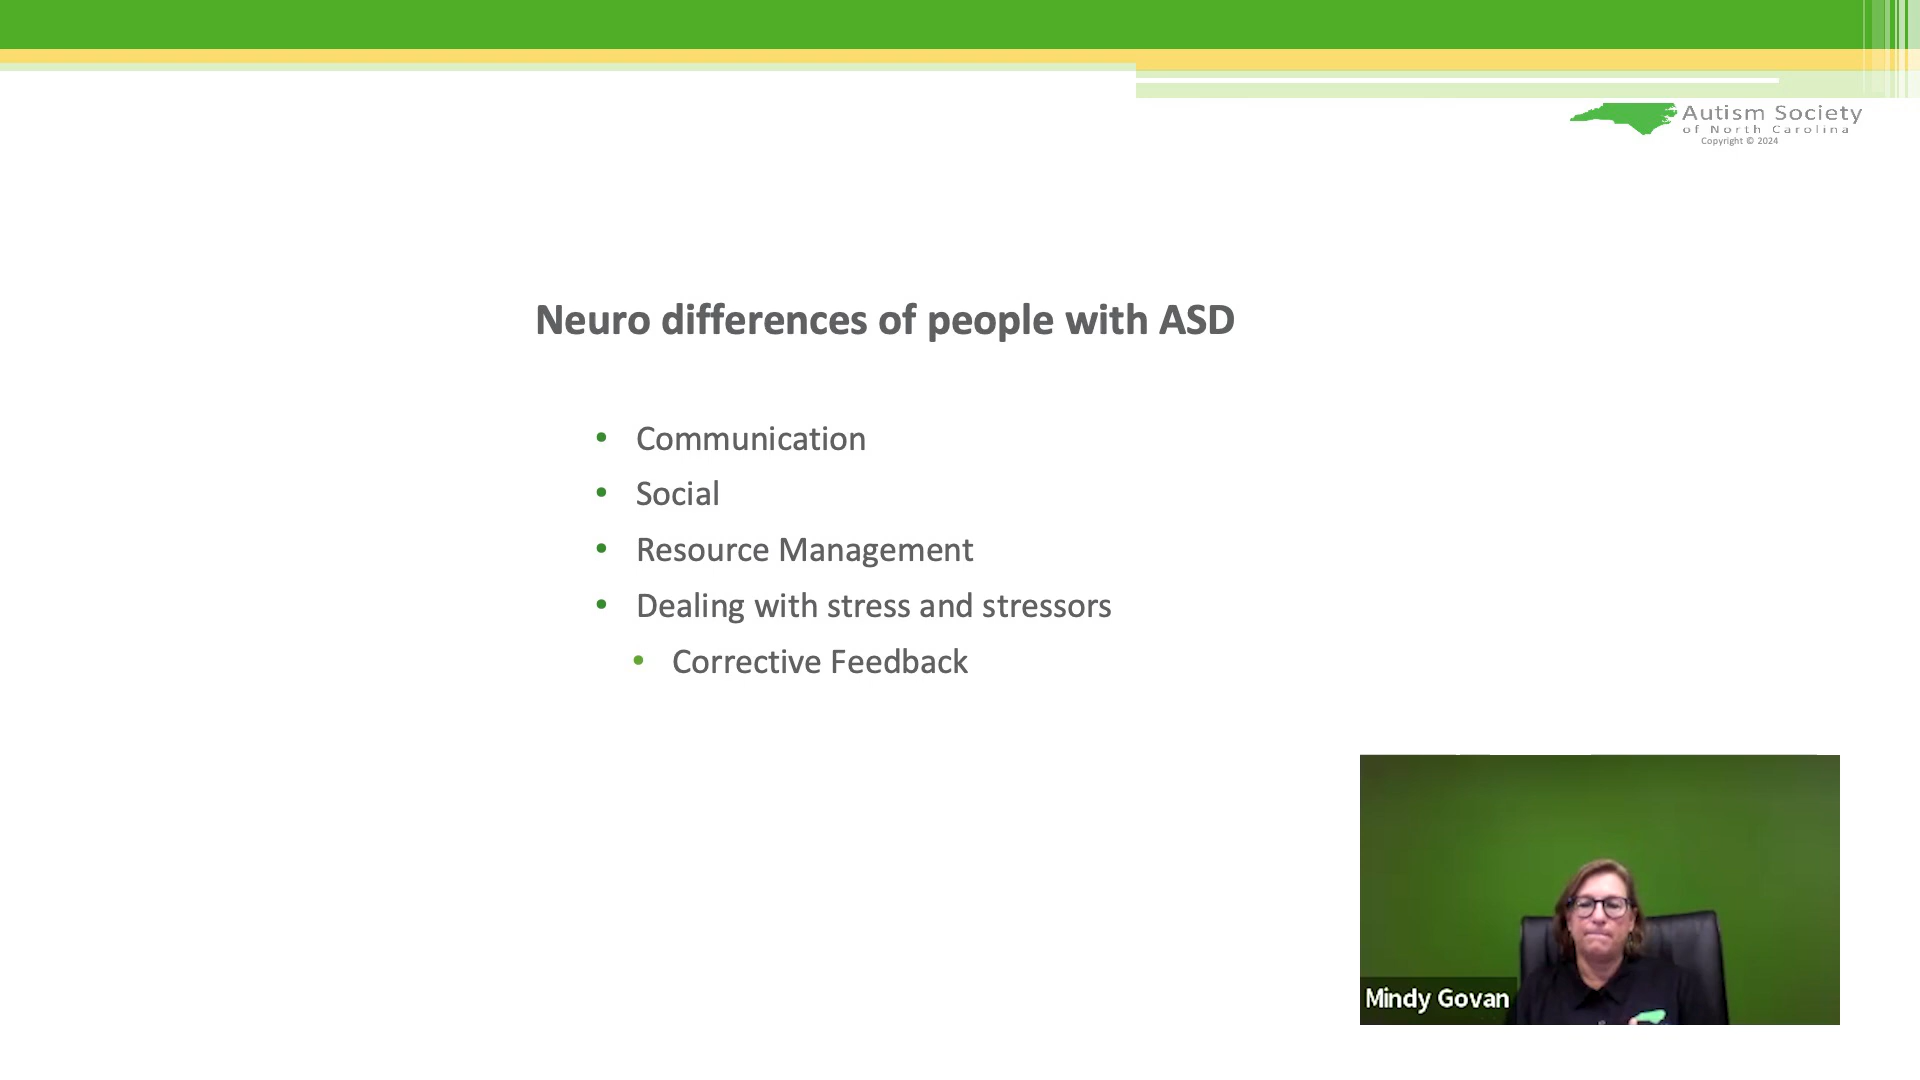 Autism Society
of North Carolina
Copyright © 2024
Neuro differences of people with ASD
• Communication
• Social
• Resource Management
• Dealing with stress and stressors
• Corrective Feedback
Mindy Govan